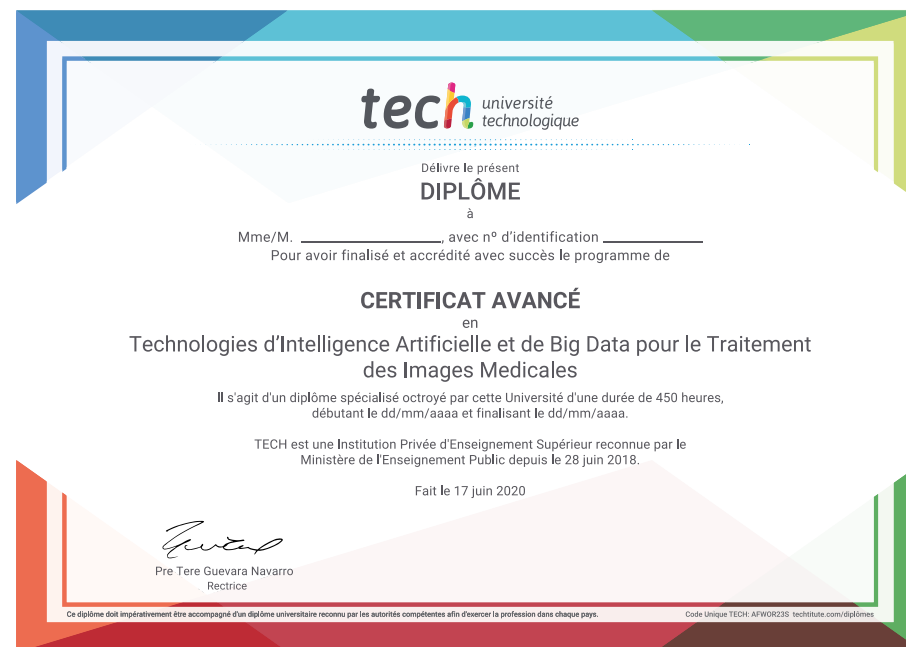 tech université
technologique
Délivre le présent
DIPLÔME
à
Mme/M. ____________________, avec nº d'identification ______________
Pour avoir finalisé et accrédité avec succès le programme de
CERTIFICAT AVANCÉ
en
Technologies d'Intelligence Artificielle et de Big Data pour le Traitement
des Images Medicales
Il s'agit d'un diplôme spécialisé octroyé par cette Université d'une durée de 450 heures,
débutant le dd/mm/aaaa et finalisant le dd/mm/aaaa.
TECH est une Institution Privée d'Enseignement Supérieur reconnue par le
Ministère de l'Enseignement Public depuis le 28 juin 2018.
Fait le 17 juin 2020
Pre Tere Guevara Navarro
Rectrice
Ce diplôme doit impérativement être accompagné d'un diplôme universitaire reconnu par les autorités compétentes afin d'exercer la profession dans chaque pays.
Code Unique TECH: AFWOR23S techtitute.com/diplômes